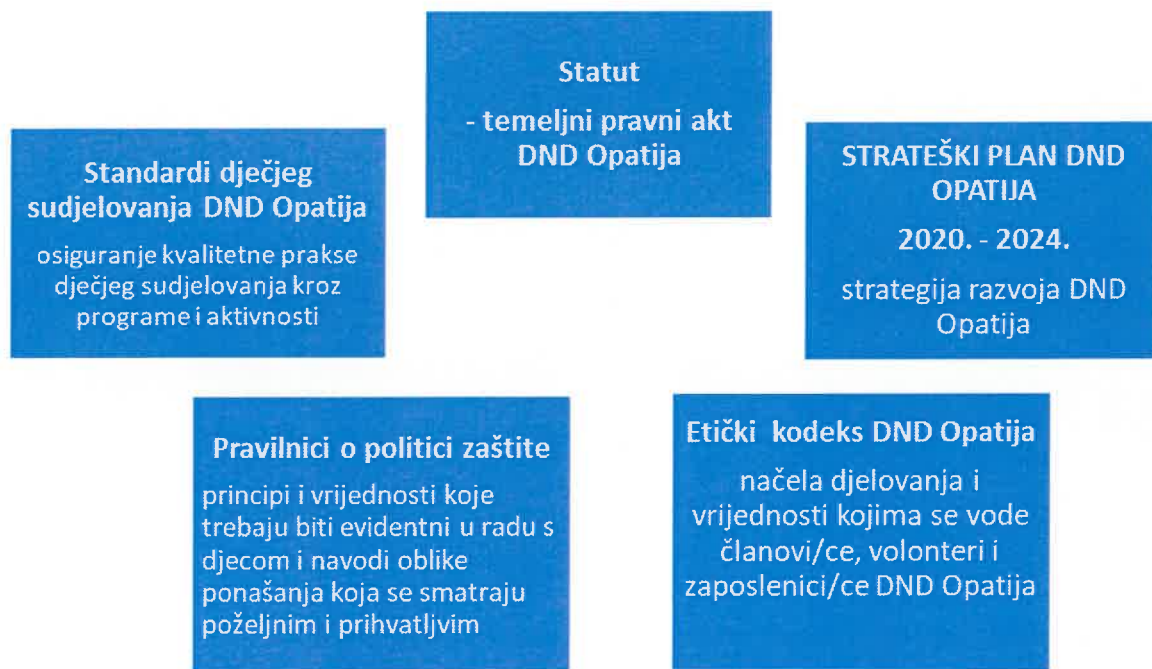 Statut
- temeljni pravni akt
DND Opatija
Standardi dječjeg
sudjelovanja DND Opatija
osiguranje kvalitetne prakse
dječjeg sudjelovanja kroz
programe i aktivnosti
STRATEŠKI PLAN DND
OPATIJA
2020. - 2024.
strategija razvoja DND
Opatija
Pravilnici o politici zaštite
principi i vrijednosti koje
trebaju biti evidentni u radu s
djecom i navodi oblike
ponašanja koja se smatraju
poželjnim i prihvatljvim
Etički kodeks DND Opatija
načela djelovanja i
vrijednosti kojima se vode
članovi/ce, volonteri i
zaposlenici/ce DND Opatija